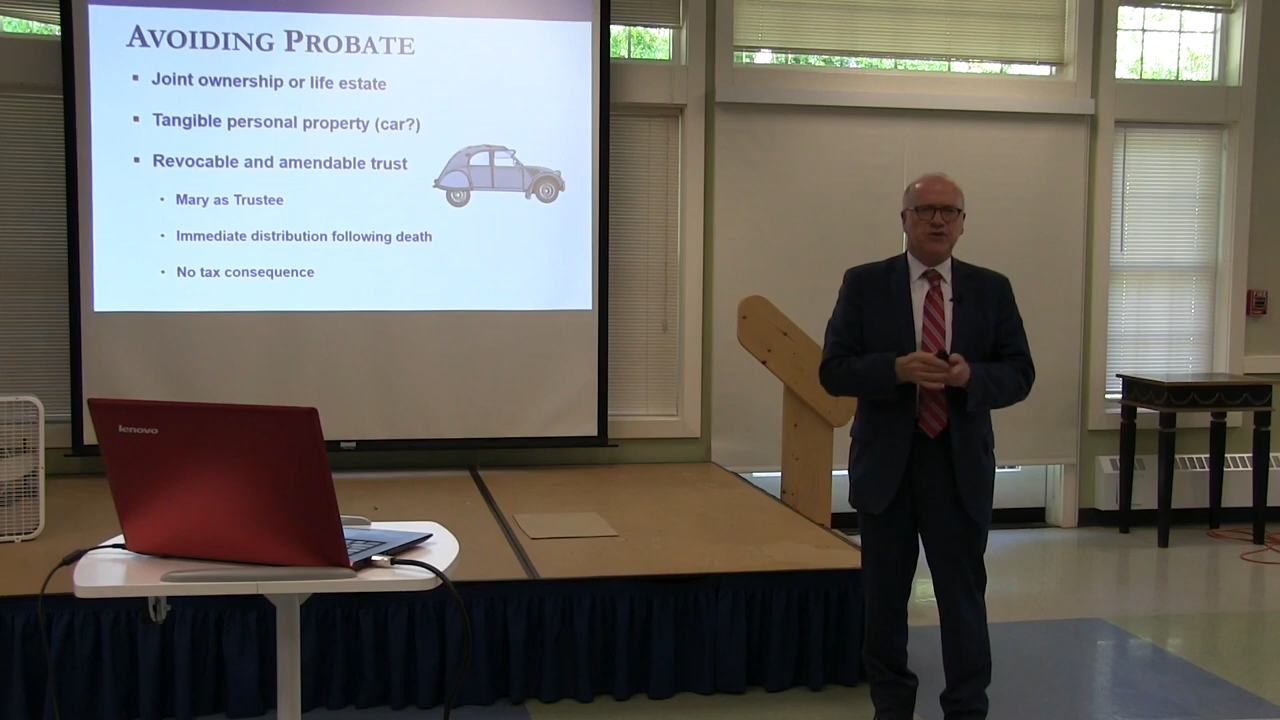 AVOIDING PROBATE
▪ Joint ownership or life estate
▪ Tangible personal property (car?)
▪ Revocable and amendable trust
• Mary as Trustee
• Immediate distribution following death
• No tax consequence
lenovo